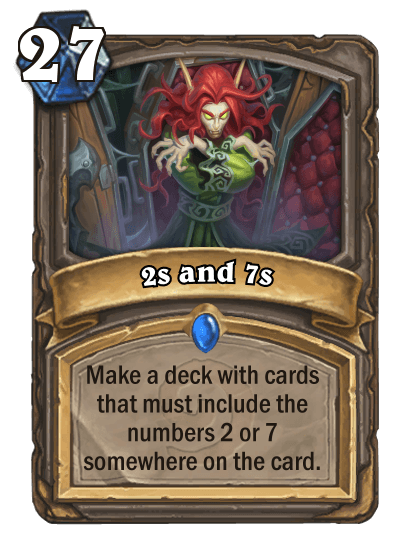 27
2s and 7s
Make a deck with cards
that must include the
numbers 2 or 7
somewhere on the card.